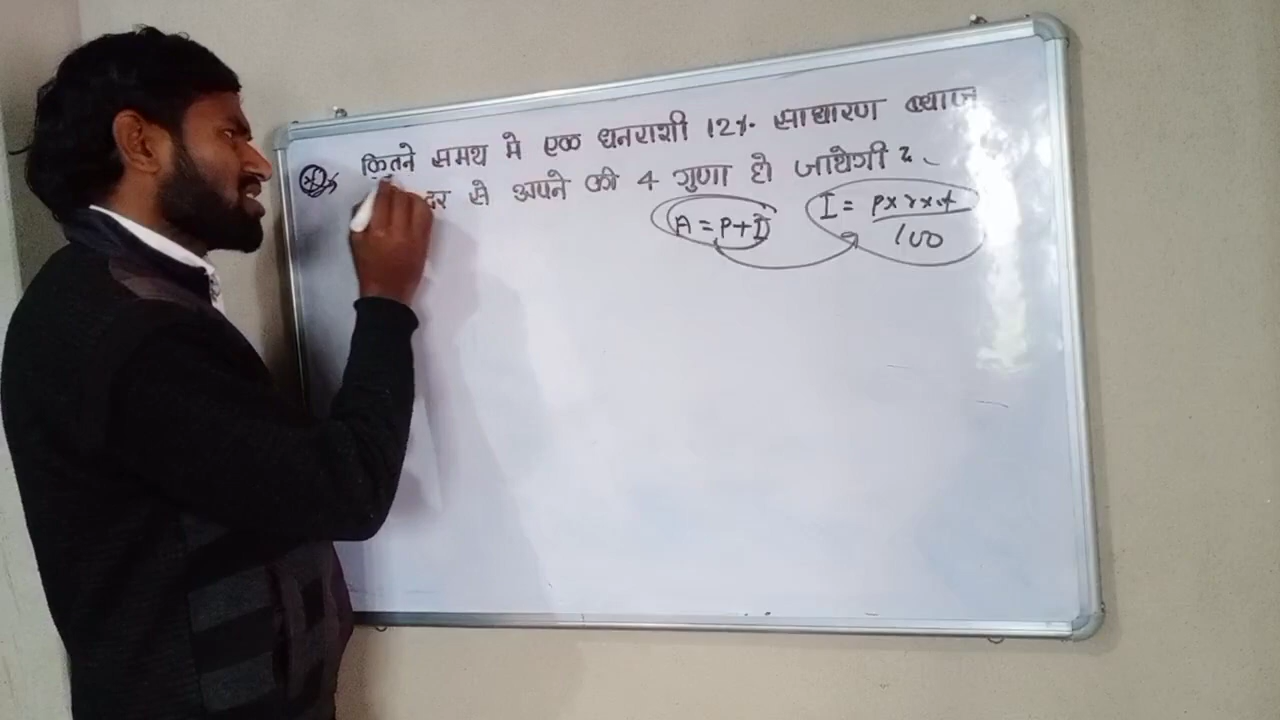 कितने समय मे एक धनराशी 12% साधारण ब्याज
दर से अपने की 4 गुणा हो जायेगी ?
A = P+I
I = P×r×t
100